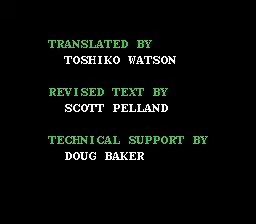 TRANSLATED BY
TOSHIKO WATSON
REVISED TEXT BY
SCOTT PELLAND
TECHNICAL SUPPORT BY
DOUG BAKER